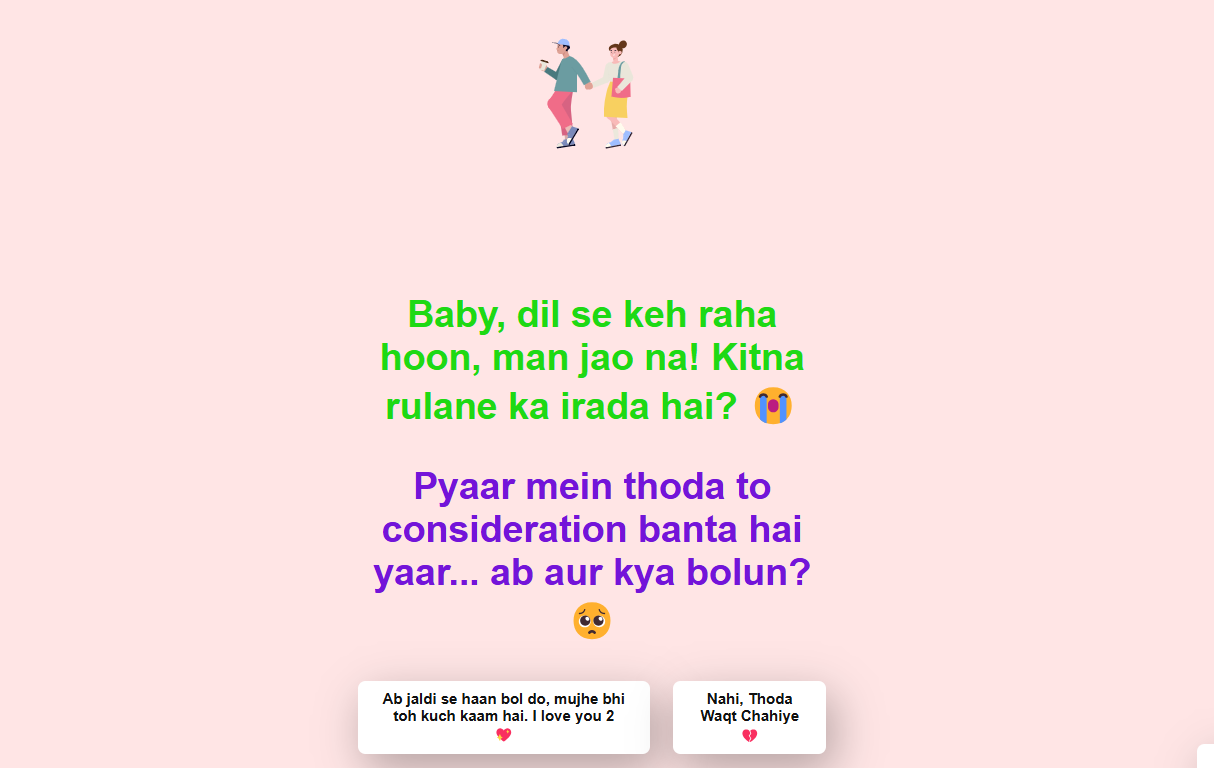 Baby, dil se keh raha
hoon, man jao na! Kitna
rulane ka irada hai? 😭
Pyaar mein thoda to
consideration banta hai
yaar... ab aur kya bolun?
🥺
Ab jaldi se haan bol do, mujhe bhi
toh kuch kaam hai. I love you 2
💖
Nahi, Thoda
Waqt Chahiye
💔